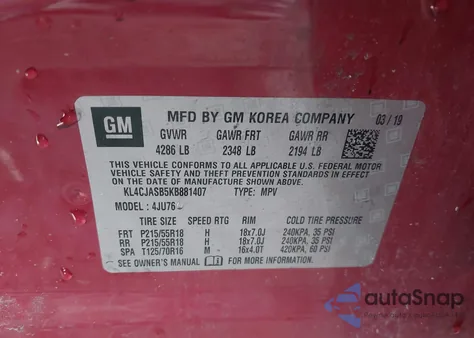 GM
MFD BY GM KOREA COMPANY 03/19
GVWR GAWR FRT GAWR RR
4286 LB 2348 LB 2194 LB
THIS VEHICLE CONFORMS TO ALL APPLICABLE U.S. FEDERAL MOTOR
VEHICLE SAFETY AND THEFT PREVENTION STANDARDS IN
EFFECT ON THE DATE OF MANUFACTURE SHOWN ABOVE.
KL4CJASB5KB881407 TYPE: MPV
MODEL: 4JU76
TIRE SIZE SPEED RTG RIM COLD TIRE PRESSURE
FRT P215/55R18 H 18x7.0J 240KPA, 35 PSI
RR P215/55R18 H 18x7.0J 240KPA, 35 PSI
SPA T125/70R16 M 16x4.0T 420KPA, 60 PSI
SEE OWNER'S MANUAL FOR MORE INFORMATION
autoSnap